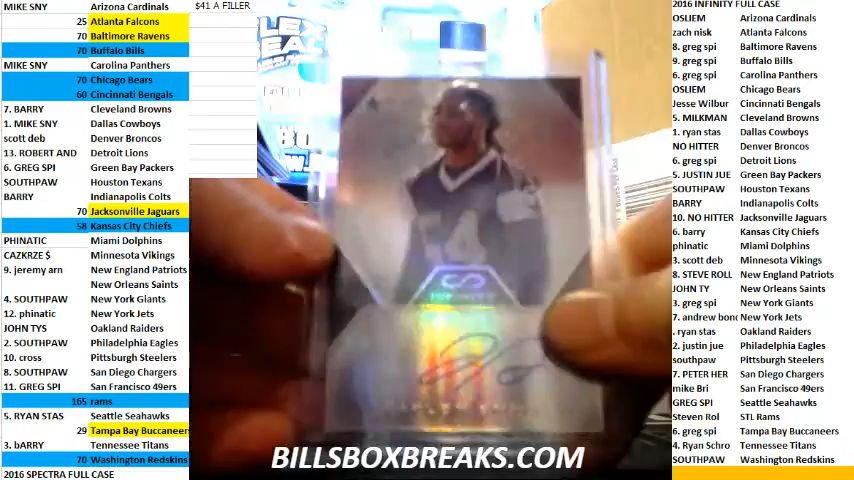 MIKE SNY Arizona Cardinals
25 Atlanta Falcons
70 Baltimore Ravens
70 Buffalo Bills
MIKE SNY Carolina Panthers
70 Chicago Bears
60 Cincinnati Bengals
7. BARRY Cleveland Browns
1. MIKE SNY Dallas Cowboys
scott deb Denver Broncos
13. ROBERT AND Detroit Lions
6. GREG SPI Green Bay Packers
SOUTHPAW Houston Texans
BARRY Indianapolis Colts
70 Jacksonville Jaguars
58 Kansas City Chiefs
PHINATIC Miami Dolphins
CAZKRZE $ Minnesota Vikings
9. jeremy arn New England Patriots
New Orleans Saints
4. SOUTHPAW New York Giants
12. phinatic New York Jets
JOHN TYS Oakland Raiders
2. SOUTHPAW Philadelphia Eagles
10. cross Pittsburgh Steelers
8. SOUTHPAW San Diego Chargers
11. GREG SPI San Francisco 49ers
165 rams
5. RYAN STAS Seattle Seahawks
29 Tampa Bay Buccaneers
3. bARRY Tennessee Titans
70 Washington Redskins
2016 SPECTRA FULL CASE
$41 A FILLER
BILLSBOXBREAKS.COM
2016 INFINITY FULL CASE
OSLIEM Arizona Cardinals
zach nisk Atlanta Falcons
8. greg spi Baltimore Ravens
9. greg spi Buffalo Bills
6. greg spi Carolina Panthers
OSLIEM Chicago Bears
Jesse Wilbur Cincinnati Bengals
5. MILKMAN Cleveland Browns
1. ryan stas Dallas Cowboys
NO HITTER Denver Broncos
6. greg spi Detroit Lions
5. JUSTIN JUE Green Bay Packers
SOUTHPAW Houston Texans
BARRY Indianapolis Colts
10. NO HITTER Jacksonville Jaguars
6. barry Kansas City Chiefs
phinatic Miami Dolphins
3. scott deb Minnesota Vikings
8. STEVE ROLL New England Patriots
JOHN TY New Orleans Saints
3. greg spi New York Giants
7. andrew bond New York Jets
. ryan stas Oakland Raiders
2. justin jue Philadelphia Eagles
southpaw Pittsburgh Steelers
7. PETER HER San Diego Chargers
mike Bri San Francisco 49ers
GREG SPI Seattle Seahawks
Steven Rol STL Rams
6. greg spi Tampa Bay Buccaneers
4. Ryan Schro Tennessee Titans
SOUTHPAW Washington Redskins